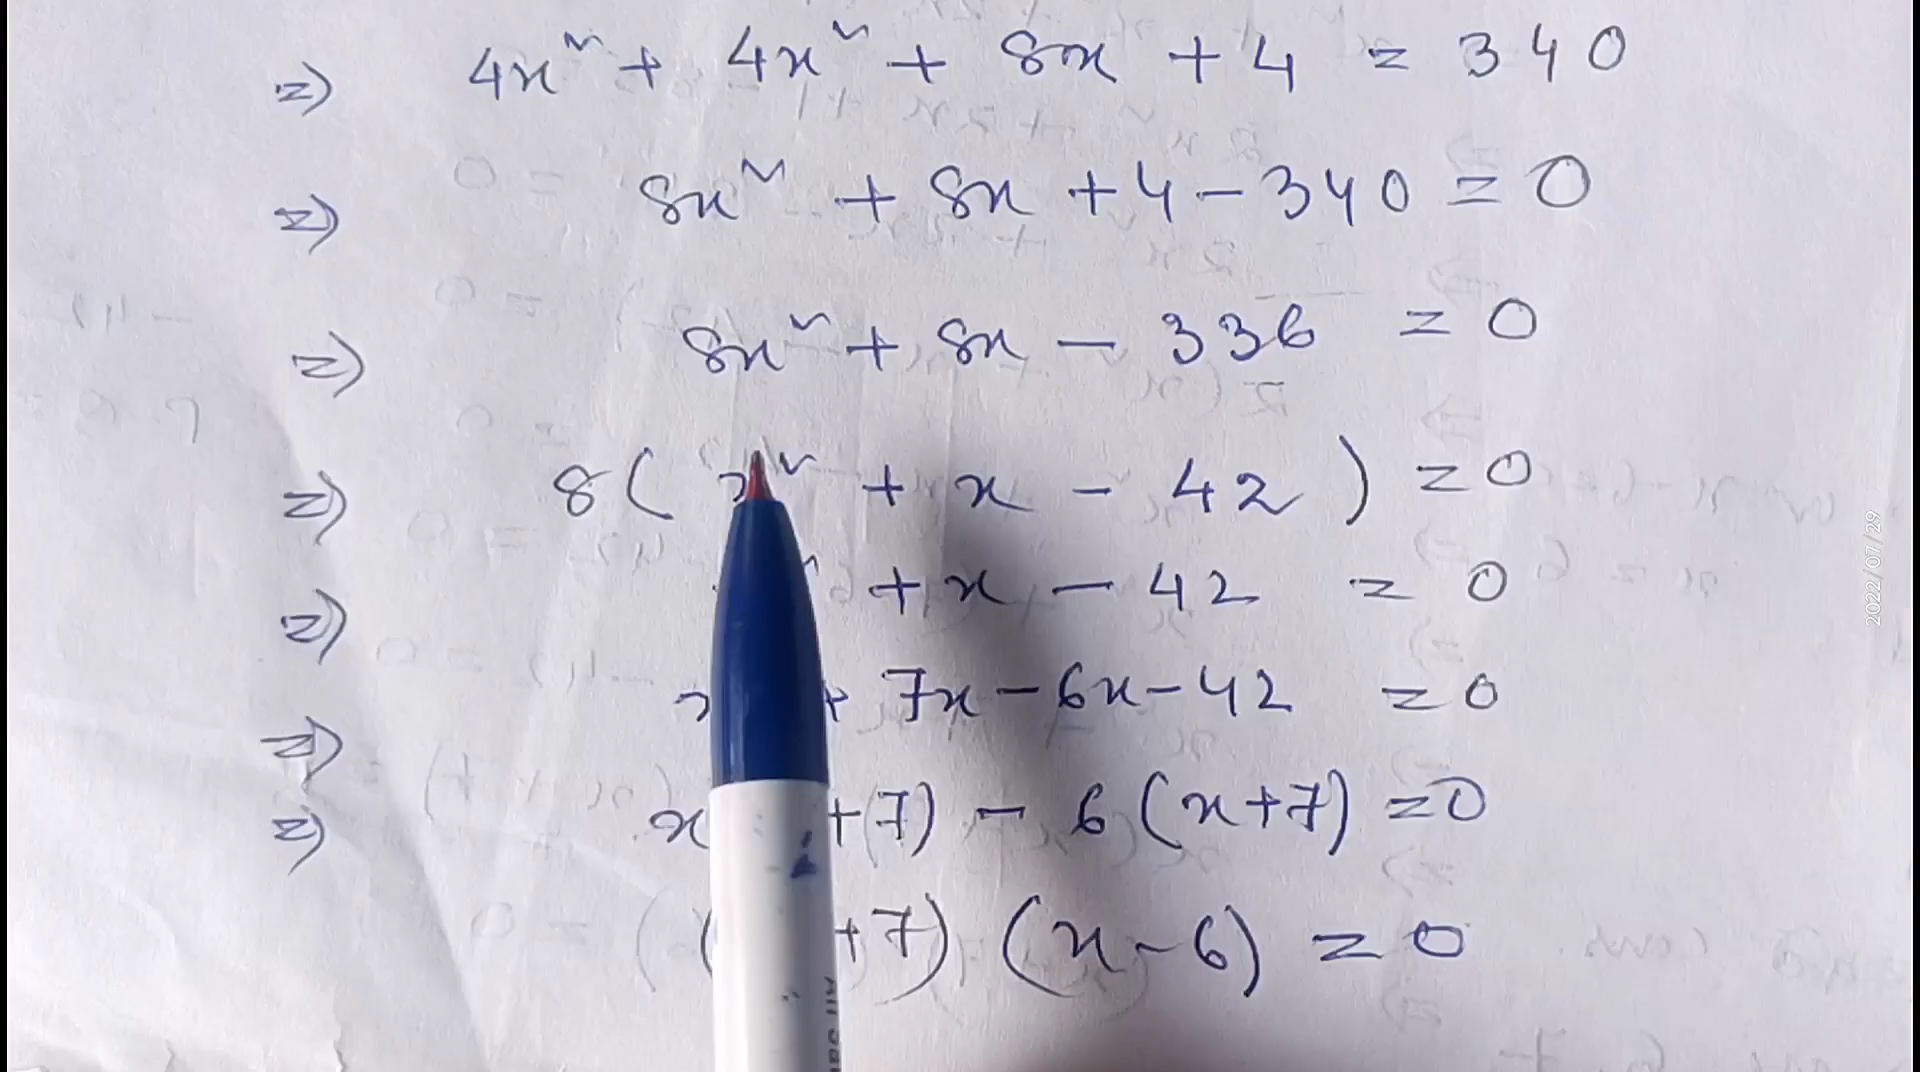 ⇒ 4x² + 4x² + 8x + 4 = 340
⇒ 8x² + 8x + 4 - 340 = 0
⇒ 8x² + 8x - 336 = 0
⇒ 8(x² + x - 42) = 0
⇒ + x - 42 = 0
⇒ x + 7x - 6x - 42 = 0
⇒ x +7) - 6(x+7) = 0
( +7) (x-6) = 0
2022/07/29